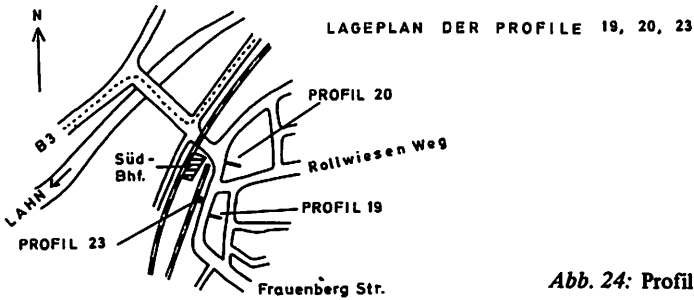 N
LAGEPLAN DER PROFILE 19, 20, 23
PROFIL 20
B3
Süd-
Bhf.
Rollwiesen Weg
LAHN
PROFIL 19
PROFIL 23
Frauenberg Str.
Abb. 24: Profil